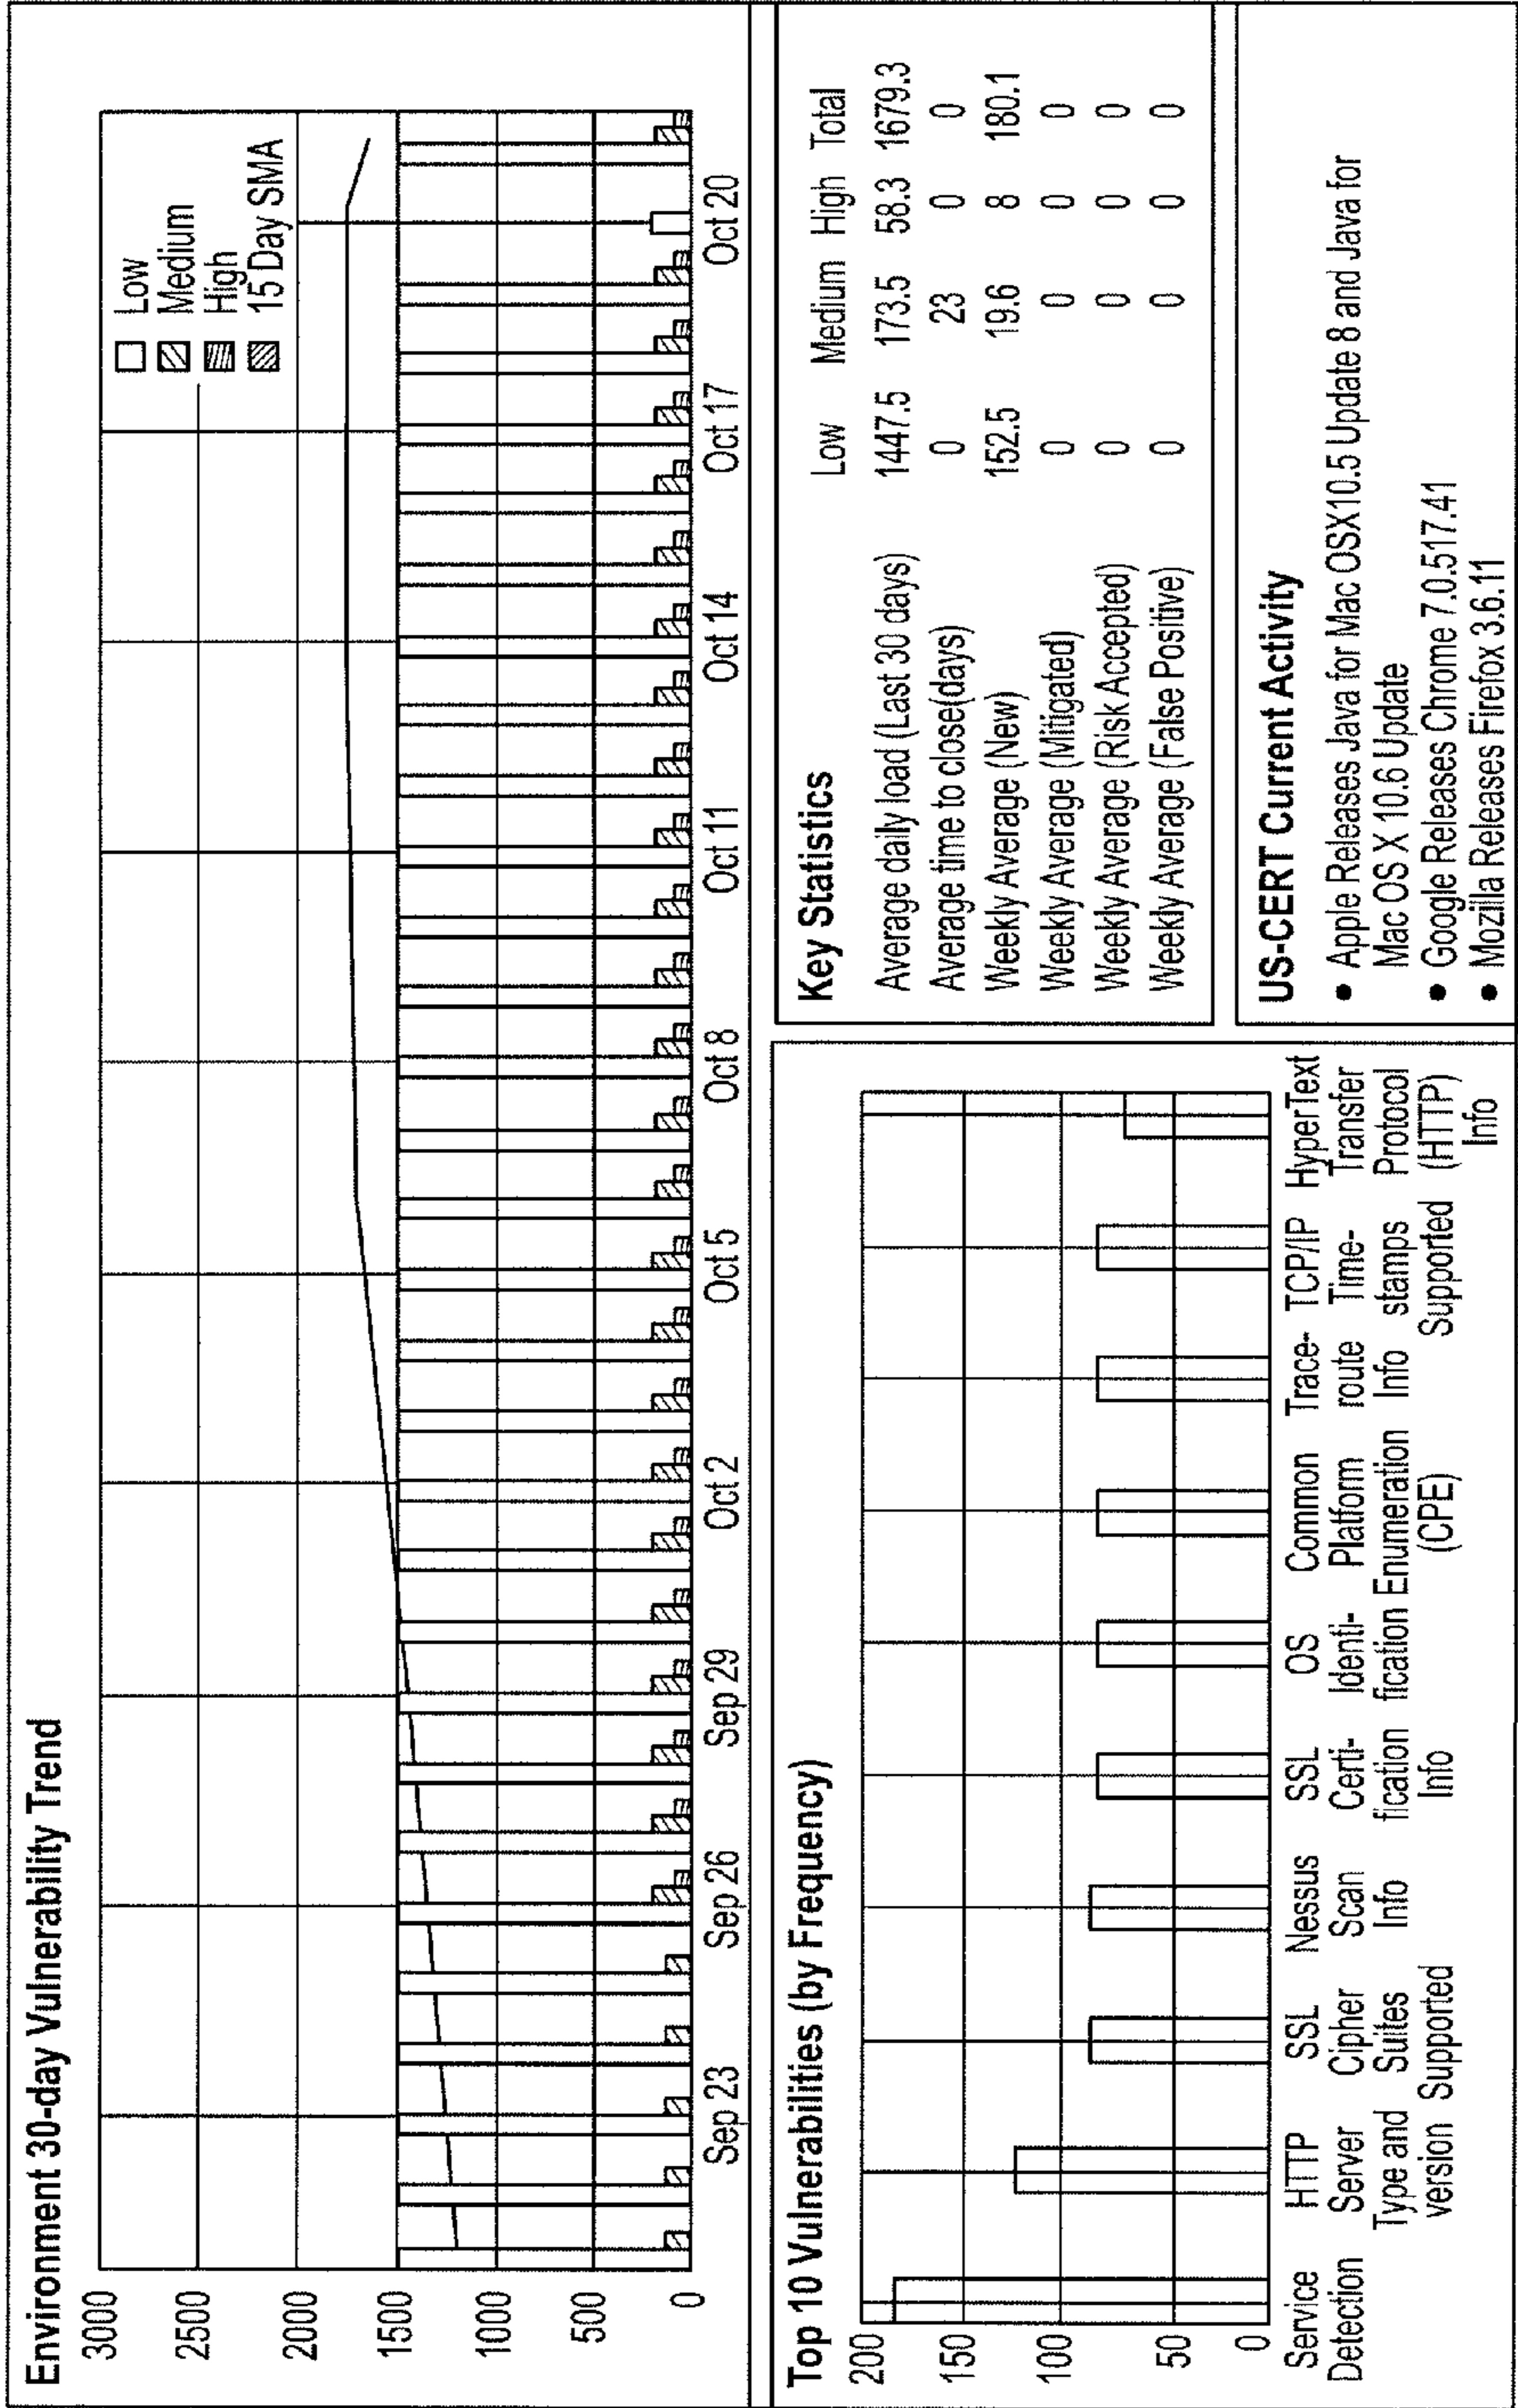 Environment 30-day Vulnerability Trend
3000
2500
2000
1500
1000
500
0
Low
Medium
High
15 Day SMA
Sep 23
Sep 26
Sep 29
Oct 2
Oct 5
Oct 8
Oct 11
Oct 14
Oct 17
Oct 20
Top 10 Vulnerabilities (by Frequency)
200
150
100
50
0
Service
Detection
HTTP
Server
Type and
version
SSL
Cipher
Suites
Supported
Nessus
Scan
Info
SSL
Certi-
fication
Info
OS
Identi-
fication
Common
Platform
Enumeration
(CPE)
Trace-
route
Info
TCP/IP
Time-
stamps
Supported
HyperText
Transfer
Protocol
(HTTP)
Info
Key Statistics
Low Medium High Total
Average daily load (Last 30 days) 1447.5 173.5 58.3 1679.3
Average time to close(days) 0 23 0 0
Weekly Average (New) 152.5 19.6 8 180.1
Weekly Average (Mitigated) 0 0 0 0
Weekly Average (Risk Accepted) 0 0 0 0
Weekly Average (False Positive) 0 0 0 0
US-CERT Current Activity
• Apple Releases Java for Mac OSX10.5 Update 8 and Java for
Mac OS X 10.6 Update
• Google Releases Chrome 7.0.517.41
• Mozilla Releases Firefox 3.6.11